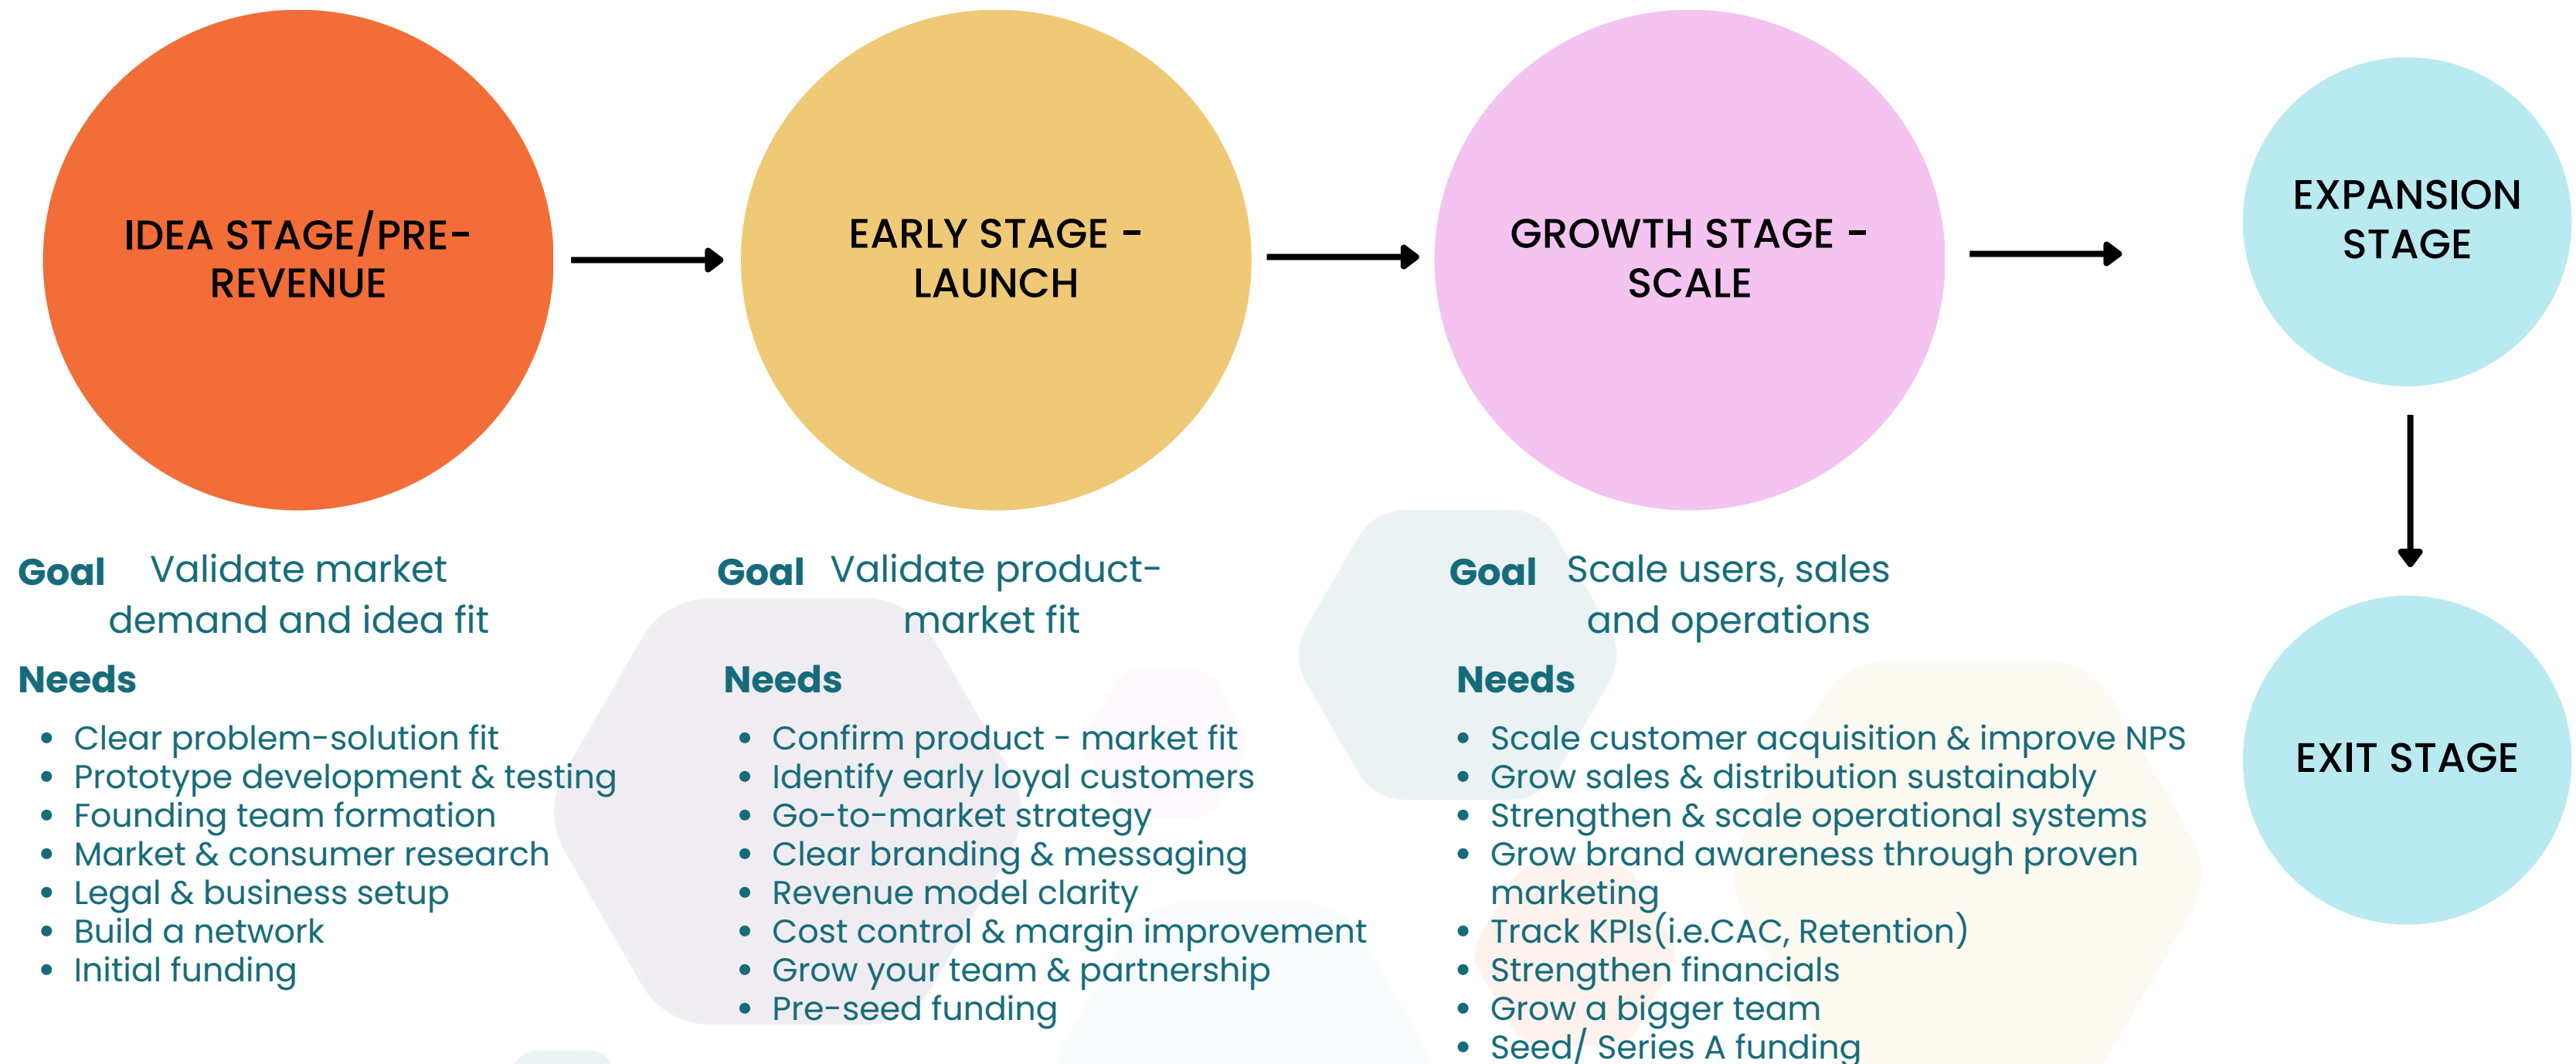 IDEA STAGE/PRE-
REVENUE
EARLY STAGE -
LAUNCH
GROWTH STAGE -
SCALE
EXPANSION
STAGE
EXIT STAGE
Goal Validate market
demand and idea fit
Needs
• Clear problem-solution fit
• Prototype development & testing
• Founding team formation
• Market & consumer research
• Legal & business setup
• Build a network
• Initial funding
Goal Validate product-
market fit
Needs
• Confirm product - market fit
• Identify early loyal customers
• Go-to-market strategy
• Clear branding & messaging
• Revenue model clarity
• Cost control & margin improvement
• Grow your team & partnership
• Pre-seed funding
Goal Scale users, sales
and operations
Needs
• Scale customer acquisition & improve NPS
• Grow sales & distribution sustainably
• Strengthen & scale operational systems
• Grow brand awareness through proven
marketing
• Track KPIs(i.e.CAC, Retention)
• Strengthen financials
• Grow a bigger team
• Seed/ Series A funding